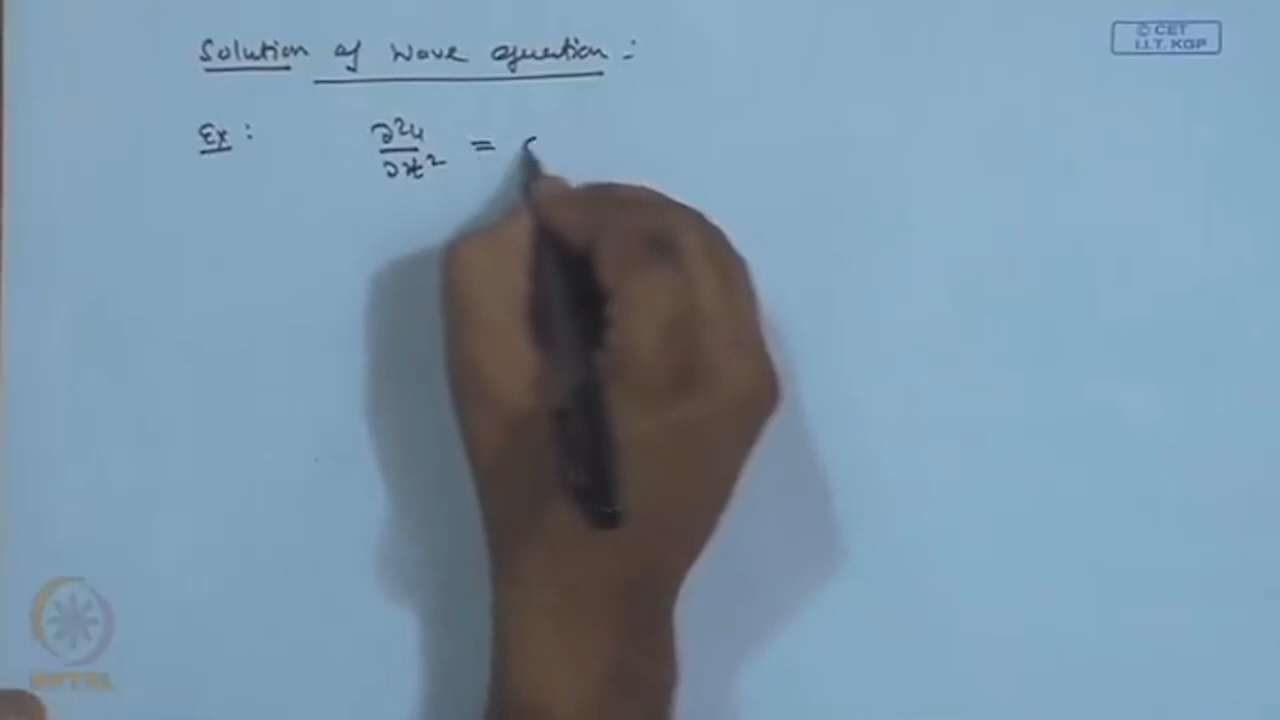 Solution of Wave equation :
© CET
I.I.T. KGP
Ex : ∂²u/∂t² = c
NPTEL